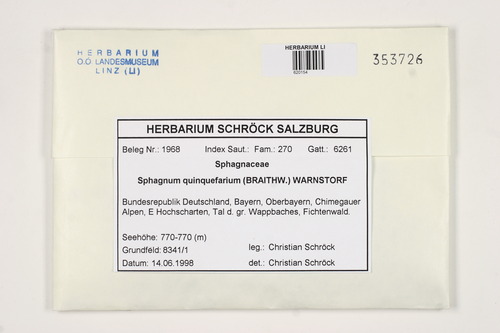 HERBARIUM
O.Ö. LANDESMUSEUM
LINZ (LI)
HERBARIUM LI
820154
353726
HERBARIUM SCHRÖCK SALZBURG
Beleg Nr.: 1968 Index Saut.: Fam.: 270 Gatt.: 6261
Sphagnaceae
Sphagnum quinquefarium (BRAITHW.) WARNSTORF
Bundesrepublik Deutschland, Bayern, Oberbayern, Chimegauer
Alpen, E Hochscharten, Tal d. gr. Wappbaches, Fichtenwald.
Seehöhe: 770-770 (m)
Grundfeld: 8341/1 leg.: Christian Schröck
Datum: 14.06.1998 det.: Christian Schröck